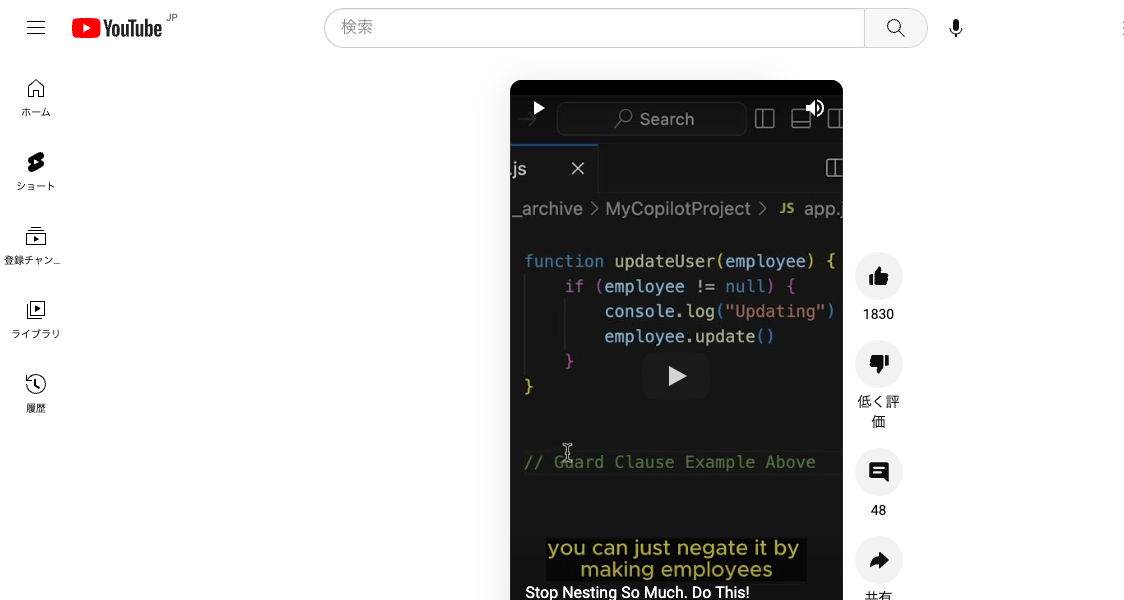 YouTube JP
検索
ホーム
ショート
登録チャン...
ライブラリ
履歴
Search
.js
_archive > MyCopilotProject > JS app.j
function updateUser(employee) {
if (employee != null) {
console.log("Updating")
employee.update()
}
}
// Guard Clause Example Above
you can just negate it by
making employees
Stop Nesting So Much. Do This!
1830
低く評
価
48
共有